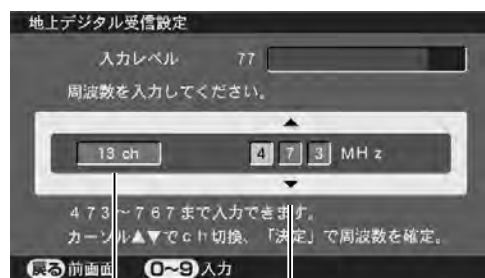 地上デジタル受信設定
入力レベル 77
周波数を入力してください。
▲
13 ch 4 7 3 MHz
▼
473~767まで入力できます。
カーソル▲▼でch切換、「決定」で周波数を確定。
戻る 前画面 0~9 入力